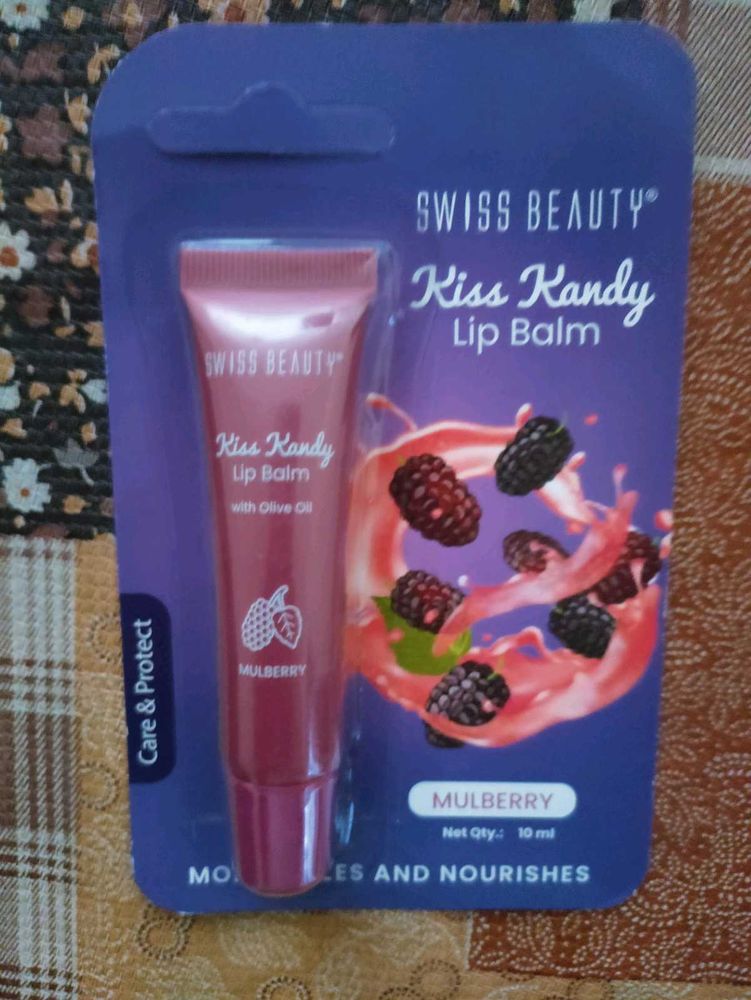 SWISS BEAUTY®
Kiss Kandy
Lip Balm
SWISS BEAUTY®
Kiss Kandy
Lip Balm
with Olive Oil
MULBERRY
Care & Protect
MULBERRY
Net Qty.: 10 ml
AND NOURISHES